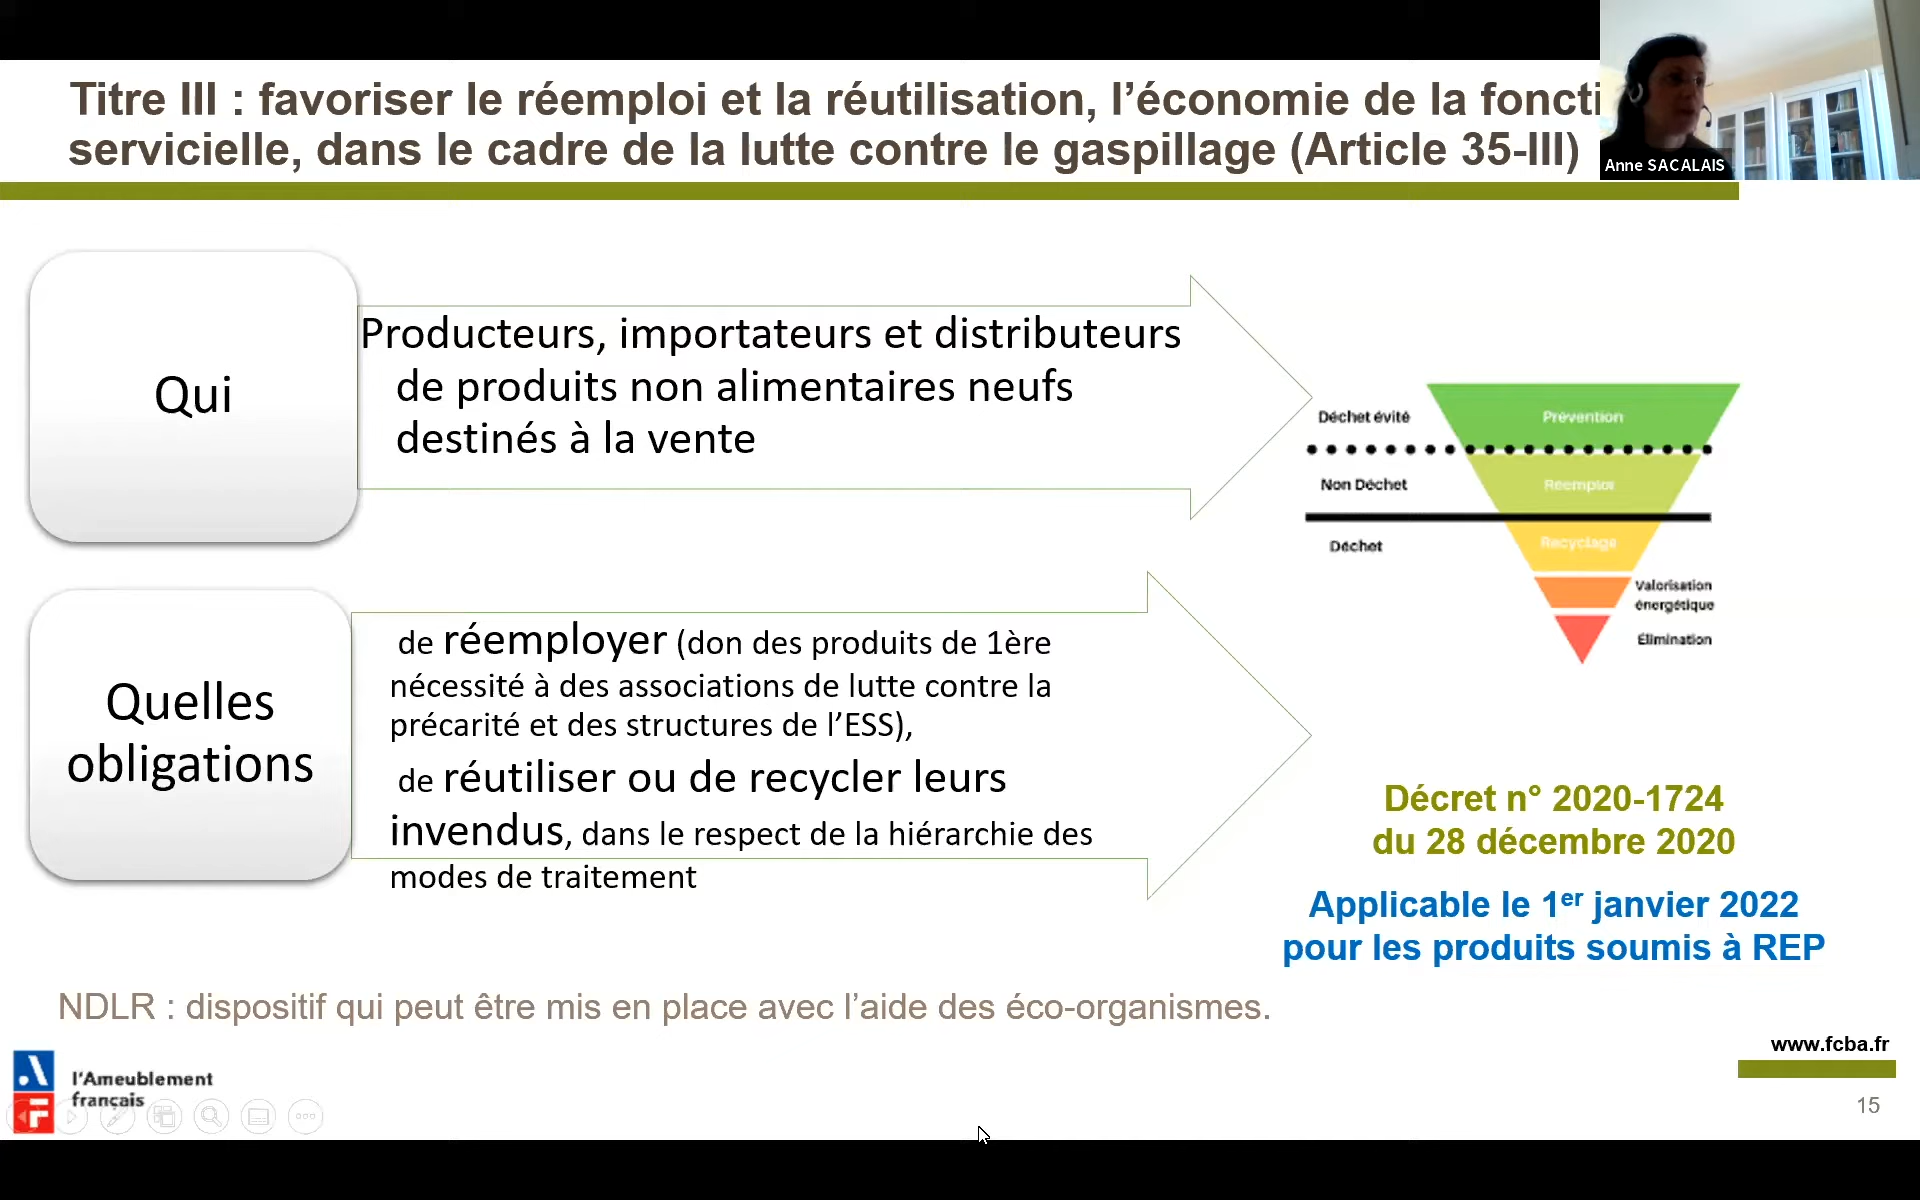 Titre III : favoriser le réemploi et la réutilisation, l’économie de la foncti
servicielle, dans le cadre de la lutte contre le gaspillage (Article 35-III)
Anne SACALAIS
Qui
Producteurs, importateurs et distributeurs
de produits non alimentaires neufs
destinés à la vente
Déchet évité
Prévention
Non Déchet
Réemploi
Déchet
Recyclage
Valorisation
énergétique
Élimination
Quelles
obligations
de réemployer (don des produits de 1ère
nécessité à des associations de lutte contre la
précarité et des structures de l’ESS),
de réutiliser ou de recycler leurs
invendus, dans le respect de la hiérarchie des
modes de traitement
Décret n° 2020-1724
du 28 décembre 2020
Applicable le 1er janvier 2022
pour les produits soumis à REP
NDLR : dispositif qui peut être mis en place avec l’aide des éco-organismes.
www.fcba.fr
l'Ameublement
français
15